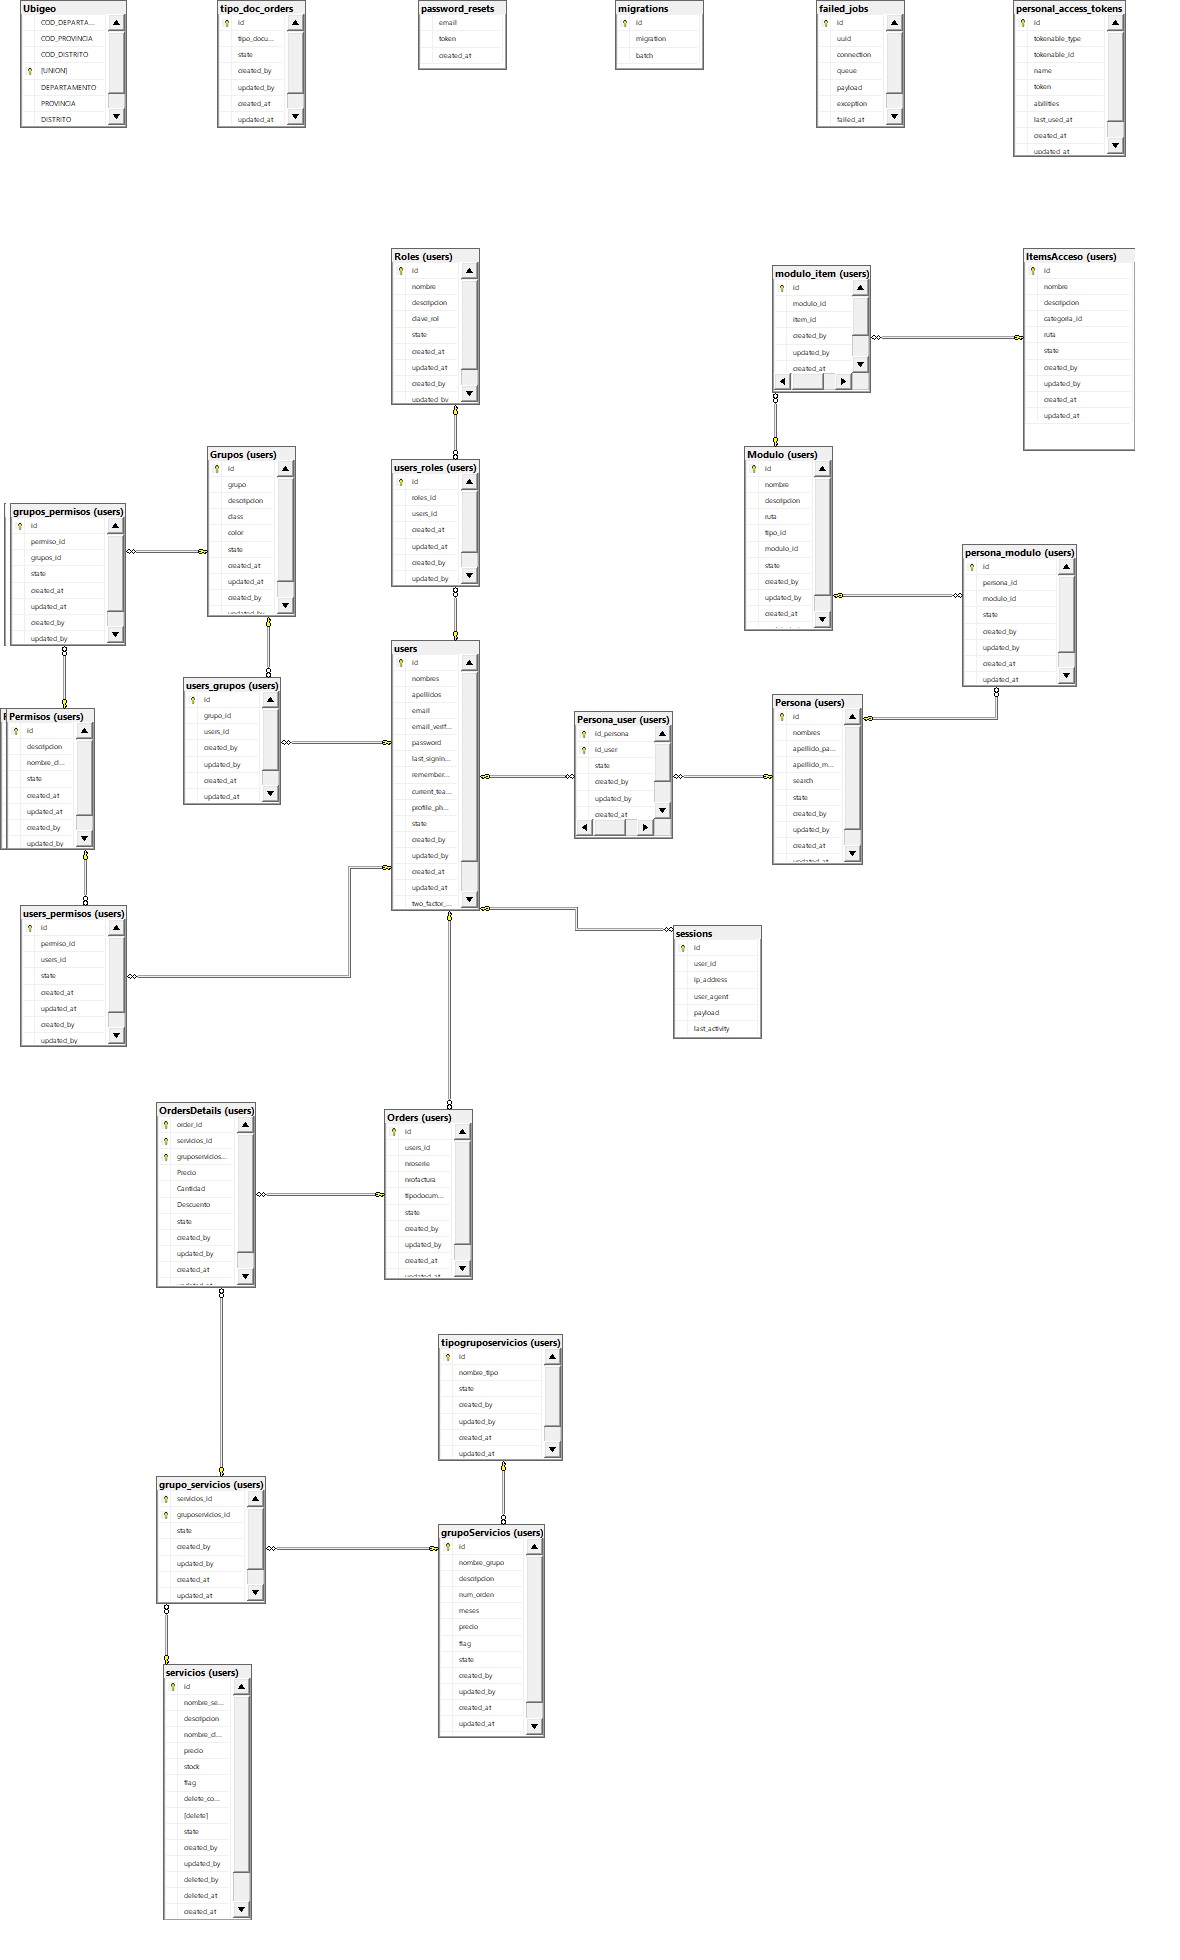 Ubigeo
COD_DEPARTA...
COD_PROVINCIA
COD_DISTRITO
[UNION]
DEPARTAMENTO
PROVINCIA
DISTRITO
tipo_doc_orders
id
tipo_docu...
state
created_by
updated_by
created_at
updated_at
password_resets
email
token
created_at
migrations
id
migration
batch
failed_jobs
id
uuid
connection
queue
payload
exception
failed_at
personal_access_tokens
id
tokenable_type
tokenable_id
name
token
abilities
last_used_at
created_at
updated_at
Roles (users)
id
nombre
descripcion
clave_rol
state
created_at
updated_at
created_by
updated_by
modulo_item (users)
id
modulo_id
item_id
created_by
updated_by
created_at
ItemsAcceso (users)
id
nombre
descripcion
categoria_id
ruta
state
created_by
updated_by
created_at
updated_at
Grupos (users)
id
grupo
descripcion
class
color
state
created_at
updated_at
created_by
updated_by
users_roles (users)
id
roles_id
users_id
created_at
updated_at
created_by
updated_by
Modulo (users)
id
nombre
descripcion
ruta
tipo_id
modulo_id
state
created_by
updated_by
created_at
grupos_permisos (users)
id
permiso_id
grupos_id
state
created_at
updated_at
created_by
updated_by
persona_modulo (users)
id
persona_id
modulo_id
state
created_by
updated_by
created_at
updated_at
users
id
nombres
apellidos
email
email_verif...
password
last_signin...
remember...
current_tea...
profile_ph...
state
created_by
updated_by
created_at
updated_at
two_factor_...
users_grupos (users)
id
grupo_id
users_id
created_by
updated_by
created_at
updated_at
Persona (users)
id
nombres
apellido_pa...
apellido_m...
search
state
created_by
updated_by
created_at
updated_at
Permisos (users)
id
descripcion
nombre_cl...
state
created_at
updated_at
created_by
updated_by
Persona_user (users)
id_persona
id_user
state
created_by
updated_by
created_at
users_permisos (users)
id
permiso_id
users_id
state
created_at
updated_at
created_by
updated_by
sessions
id
user_id
ip_address
user_agent
payload
last_activity
OrdersDetails (users)
order_id
servicios_id
gruposervicios...
Precio
Cantidad
Descuento
state
created_by
updated_by
created_at
updated_at
Orders (users)
id
users_id
nroserie
nrofactura
tipodocum...
state
created_by
updated_by
created_at
updated_at
tipogruposervicios (users)
id
nombre_tipo
state
created_by
updated_by
created_at
updated_at
grupo_servicios (users)
servicios_id
gruposervicios_id
state
created_by
updated_by
created_at
updated_at
grupoServicios (users)
id
nombre_grupo
descripcion
num_orden
meses
precio
flag
state
created_by
updated_by
created_at
updated_at
servicios (users)
id
nombre_se...
descripcion
nombre_cl...
precio
stock
flag
delete_co...
[delete]
state
created_by
updated_by
deleted_by
deleted_at
created_at